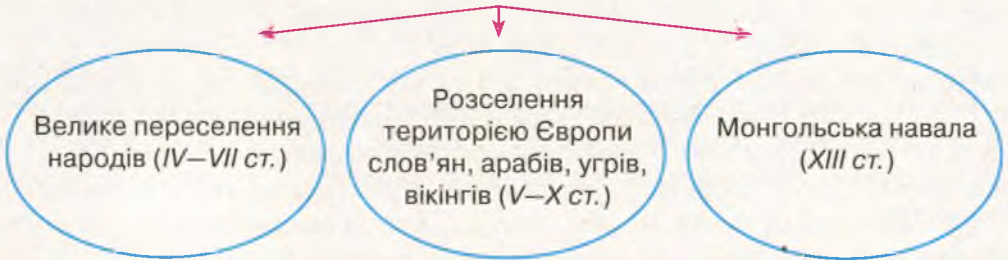 Велике переселення
народів (IV—VII ст.)
Розселення
територією Європи
слов'ян, арабів, угрів,
вікінгів (V—X ст.)
Монгольська навала
(XIII ст.)